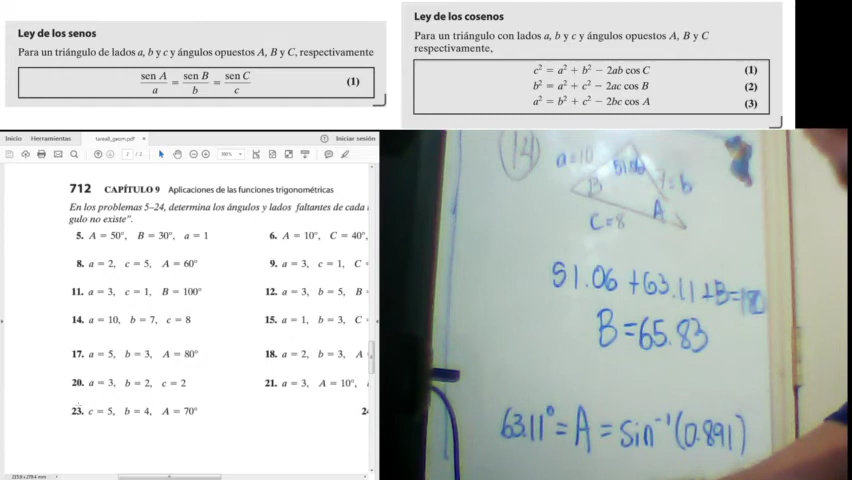 Ley de los senos
Para un triángulo de lados a, b y c y ángulos opuestos A, B y C, respectivamente
sen A / a = sen B / b = sen C / c (1)
Ley de los cosenos
Para un triángulo con lados a, b y c y ángulos opuestos A, B y C
respectivamente,
c² = a² + b² − 2ab cos C (1)
b² = a² + c² − 2ac cos B (2)
a² = b² + c² − 2bc cos A (3)
Inicio Herramientas tarea8_geom.pdf × Iniciar sesión
712 CAPÍTULO 9 Aplicaciones de las funciones trigonométricas
En los problemas 5–24, determina los ángulos y lados faltantes de cada
gulo no existe".
5. A = 50°, B = 30°, a = 1 6. A = 10°, C = 40°,
8. a = 2, c = 5, A = 60° 9. a = 3, c = 1, C =
11. a = 3, c = 1, B = 100° 12. a = 3, b = 5, B
14. a = 10, b = 7, c = 8 15. a = 1, b = 3, C
17. a = 5, b = 3, A = 80° 18. a = 2, b = 3, A
20. a = 3, b = 2, c = 2 21. a = 3, A = 10°,
23. c = 5, b = 4, A = 70° 24
14
a=10 51.06
B 7=b
A
C=8
51.06 +63.11+B=180
B=65.83
63.11° = A = sin⁻¹(0.891)